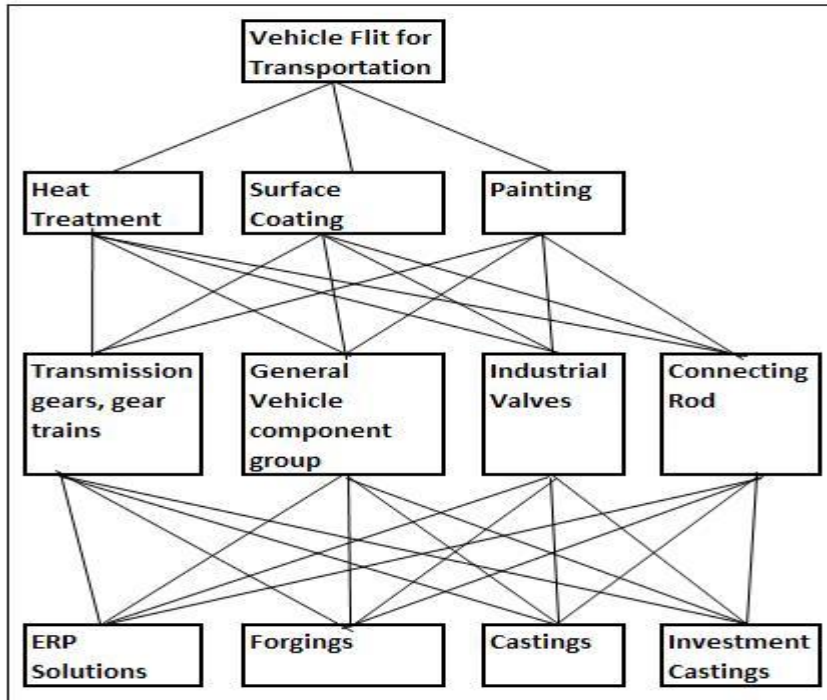 Vehicle Flit for
Transportation
Heat
Treatment
Surface
Coating
Painting
Transmission
gears, gear
trains
General
Vehicle
component
group
Industrial
Valves
Connecting
Rod
ERP
Solutions
Forgings
Castings
Investment
Castings